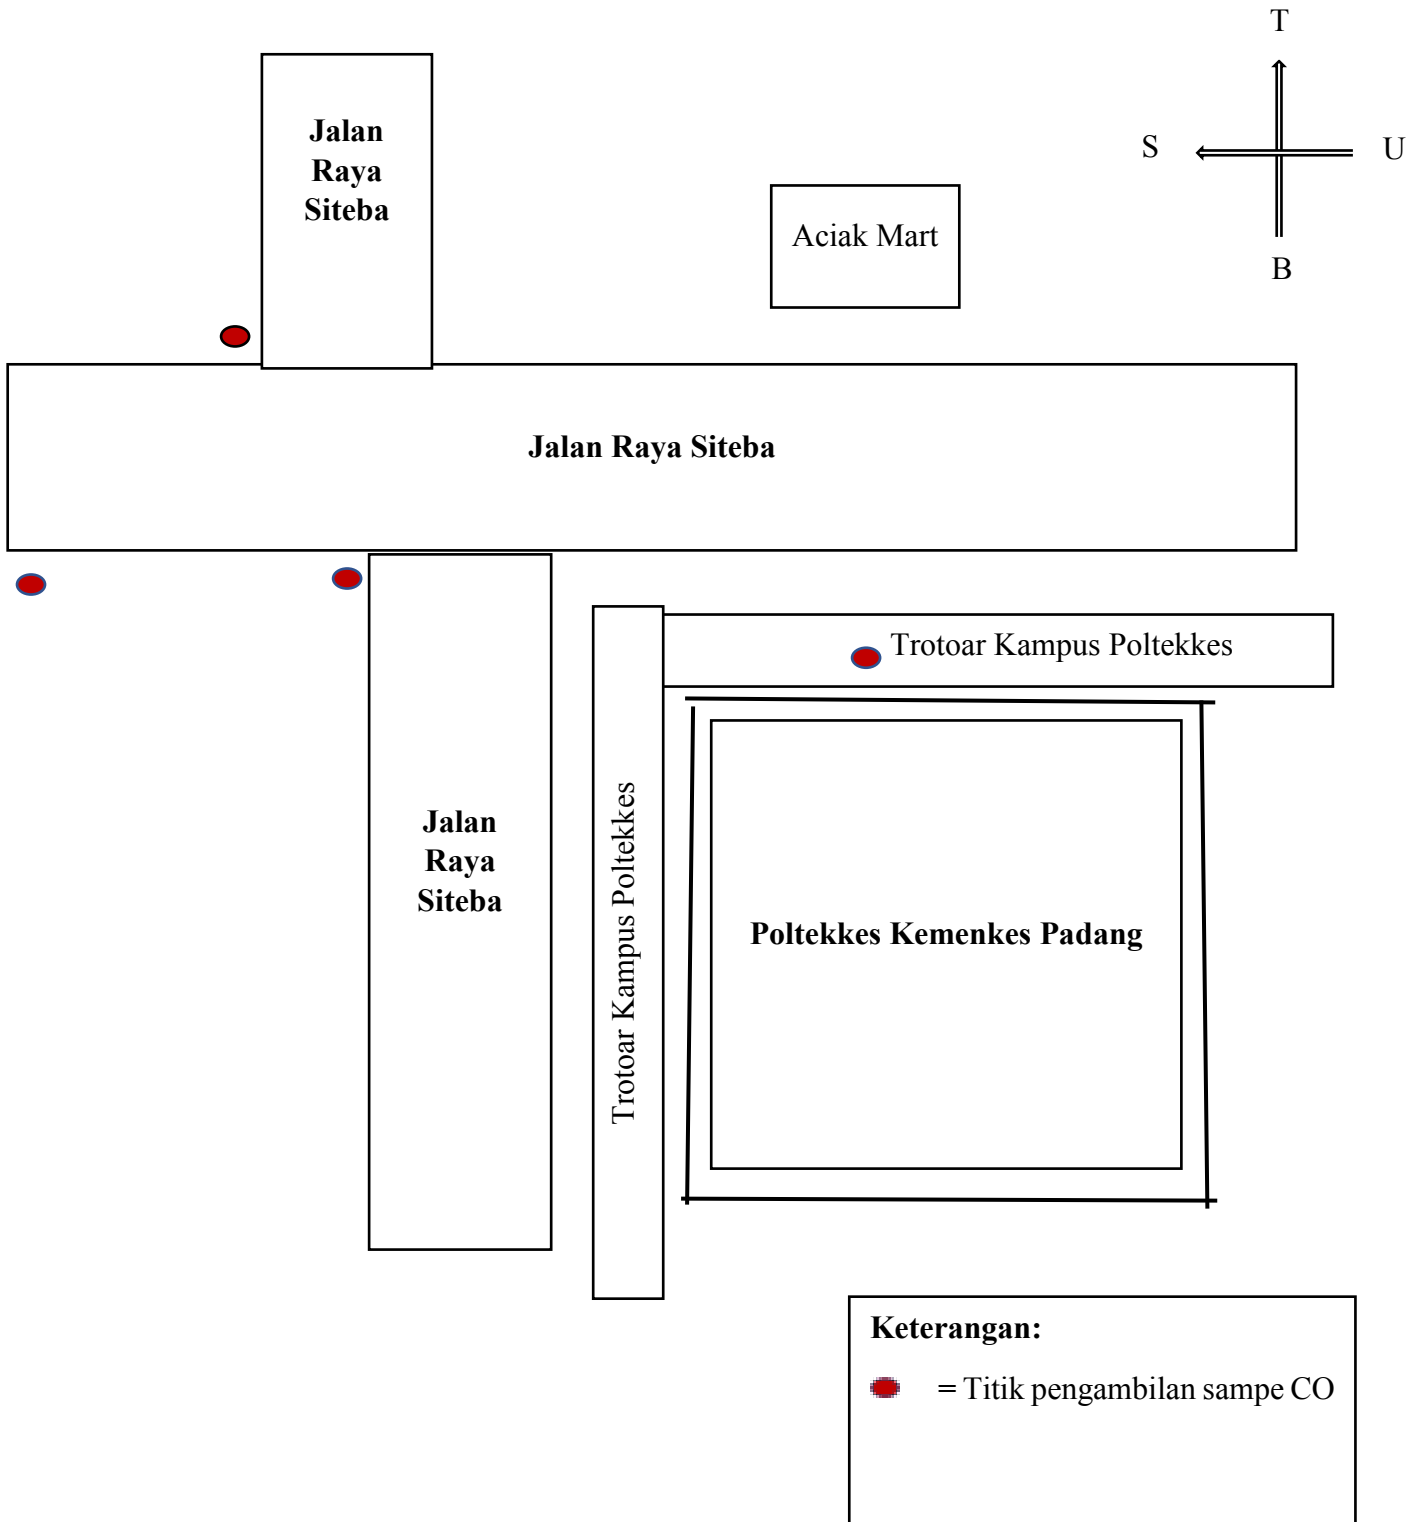 T
Jalan
Raya
Siteba
S
U
Aciak Mart
B
Jalan Raya Siteba
Trotoar Kampus Poltekkes
Jalan
Raya
Siteba
Trotoar Kampus Poltekkes
Poltekkes Kemenkes Padang
Keterangan:
= Titik pengambilan sampe CO